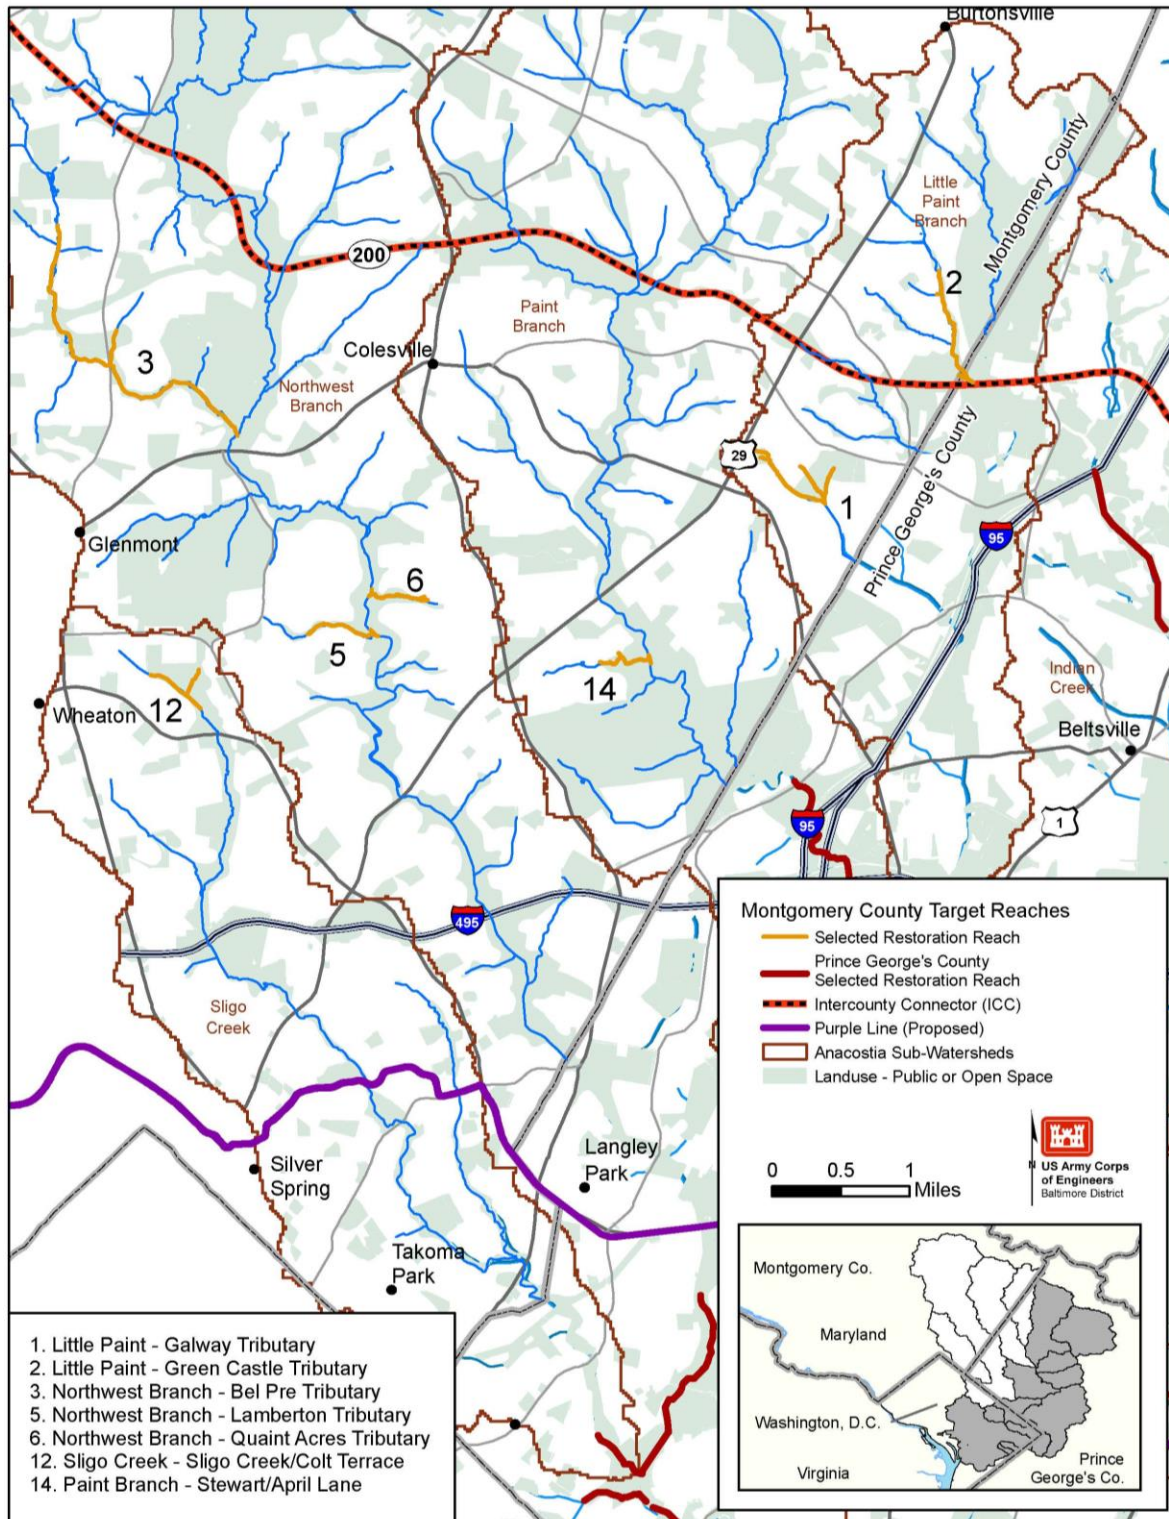 Burtonsville
Montgomery County
Little
Paint
Branch
2
200
Paint
Branch
3
Colesville
Northwest
Branch
Prince George's County
29
1
95
Glenmont
6
5
14
Indian
Creek
12
Wheaton
Beltsville
95
1
495
Sligo
Creek
Silver
Spring
Langley
Park
Takoma
Park
Montgomery County Target Reaches
Selected Restoration Reach
Prince George's County
Selected Restoration Reach
Intercounty Connector (ICC)
Purple Line (Proposed)
Anacostia Sub-Watersheds
Landuse - Public or Open Space
0 0.5 1
Miles
N
US Army Corps
of Engineers
Baltimore District
Montgomery Co.
Maryland
Washington, D.C.
Virginia
Prince
George's Co.
1. Little Paint - Galway Tributary
2. Little Paint - Green Castle Tributary
3. Northwest Branch - Bel Pre Tributary
5. Northwest Branch - Lamberton Tributary
6. Northwest Branch - Quaint Acres Tributary
12. Sligo Creek - Sligo Creek/Colt Terrace
14. Paint Branch - Stewart/April Lane